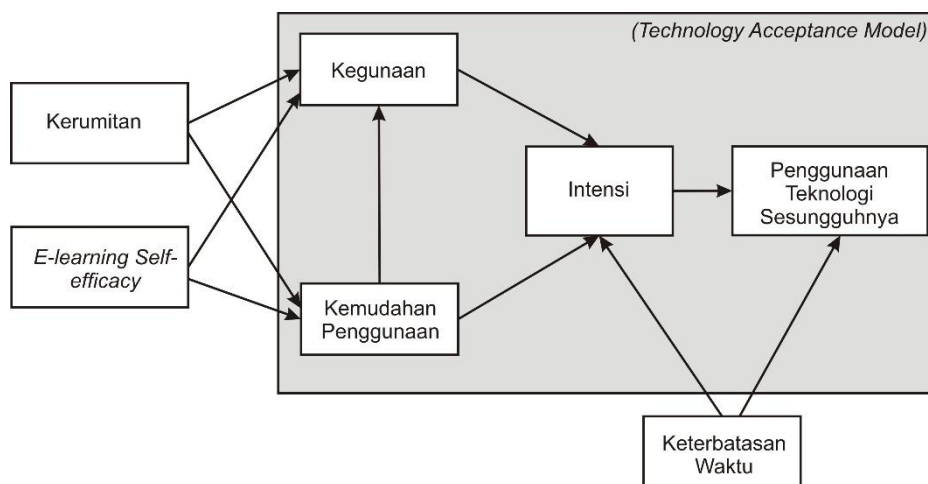 (Technology Acceptance Model)
Kegunaan
Kerumitan
Intensi
Penggunaan
Teknologi
Sesungguhnya
E-learning Self-
efficacy
Kemudahan
Penggunaan
Keterbatasan
Waktu